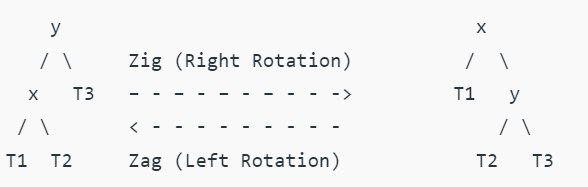 y x
/ \ Zig (Right Rotation) / \
x T3 - - - - - - - - - -> T1 y
/ \ < - - - - - - - - - / \
T1 T2 Zag (Left Rotation) T2 T3